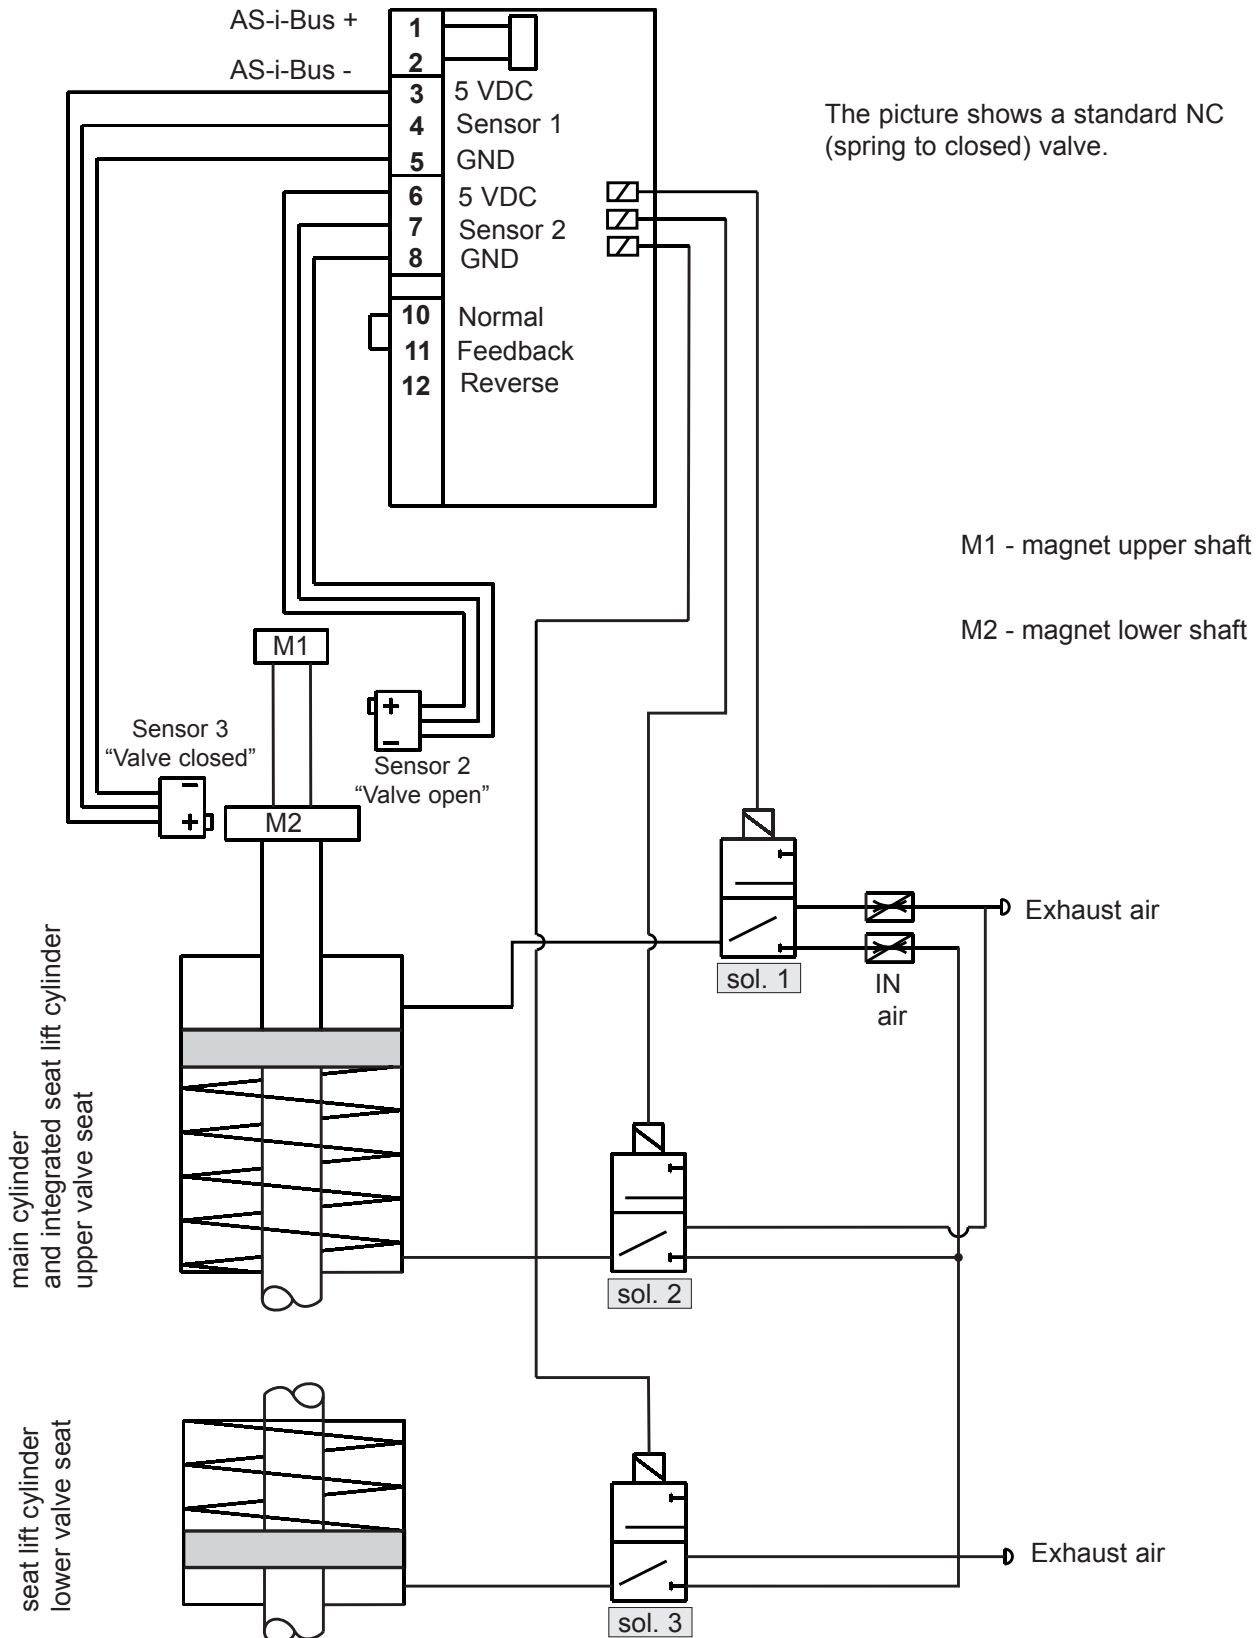 AS-i-Bus +
AS-i-Bus -
1
2
3 5 VDC
4 Sensor 1
5 GND
6 5 VDC
7 Sensor 2
8 GND
10 Normal
11 Feedback
12 Reverse
The picture shows a standard NC
(spring to closed) valve.
M1 - magnet upper shaft
M2 - magnet lower shaft
M1
Sensor 3
“Valve closed”
+
Sensor 2
“Valve open”
+
M2
Exhaust air
sol. 1
IN
air
main cylinder
and integrated seat lift cylinder
upper valve seat
sol. 2
seat lift cylinder
lower valve seat
Exhaust air
sol. 3